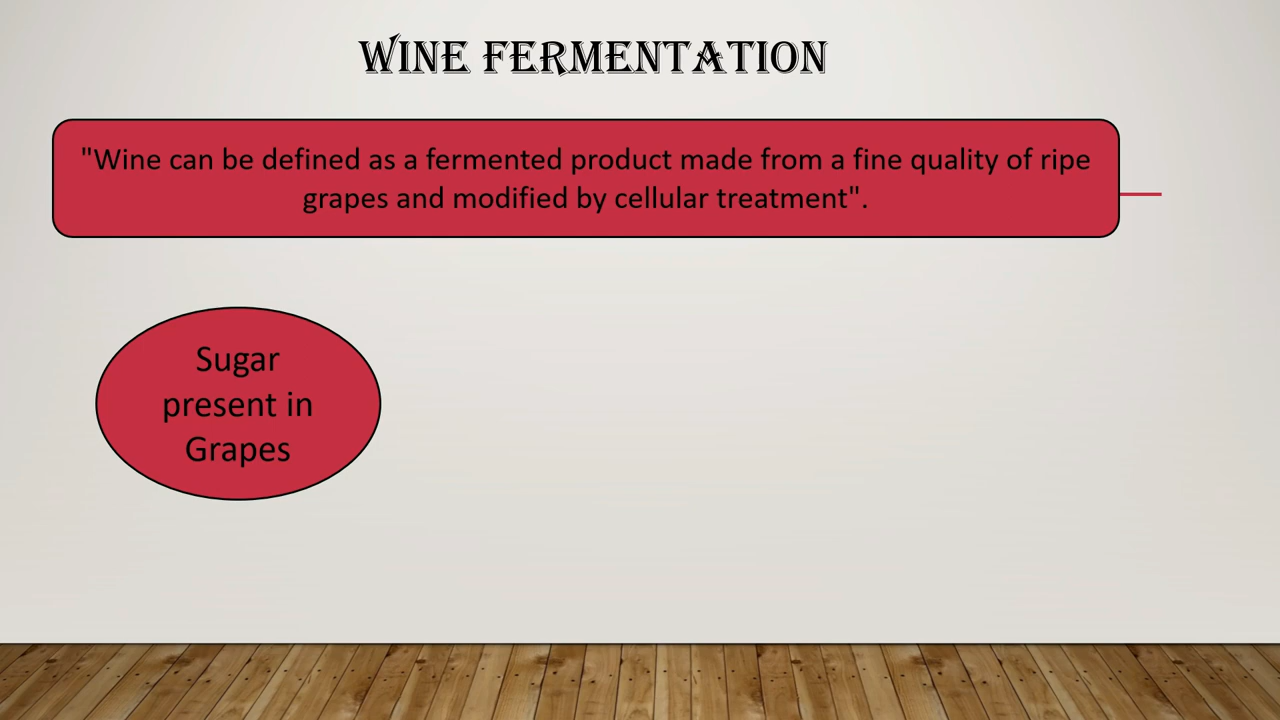 WINE FERMENTATION
"Wine can be defined as a fermented product made from a fine quality of ripe
grapes and modified by cellular treatment".
Sugar
present in
Grapes